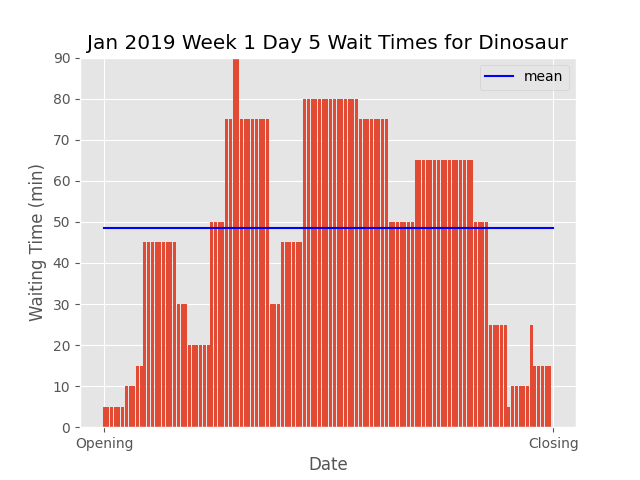 Jan 2019 Week 1 Day 5 Wait Times for Dinosaur
90
80
70
60
50
40
30
20
10
0
Waiting Time (min)
mean
Opening Closing
Date